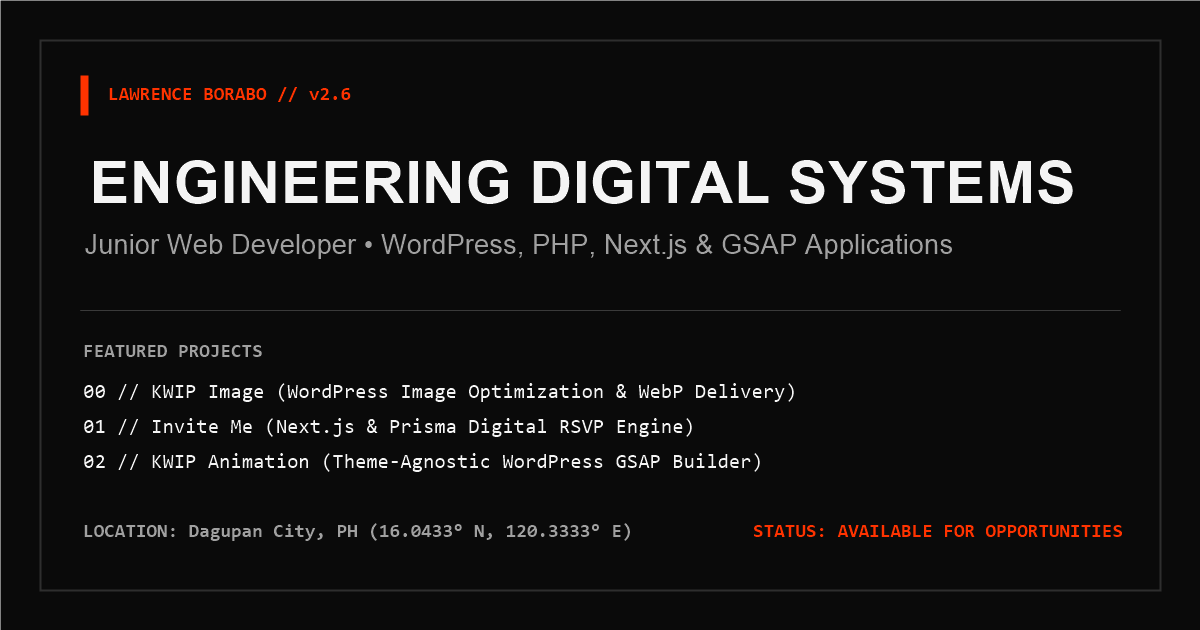 LAWRENCE BORABO // v2.6
ENGINEERING DIGITAL SYSTEMS
Junior Web Developer • WordPress, PHP, Next.js & GSAP Applications
FEATURED PROJECTS
00 // KWIP Image (WordPress Image Optimization & WebP Delivery)
01 // Invite Me (Next.js & Prisma Digital RSVP Engine)
02 // KWIP Animation (Theme-Agnostic WordPress GSAP Builder)
LOCATION: Dagupan City, PH (16.0433° N, 120.3333° E)
STATUS: AVAILABLE FOR OPPORTUNITIES